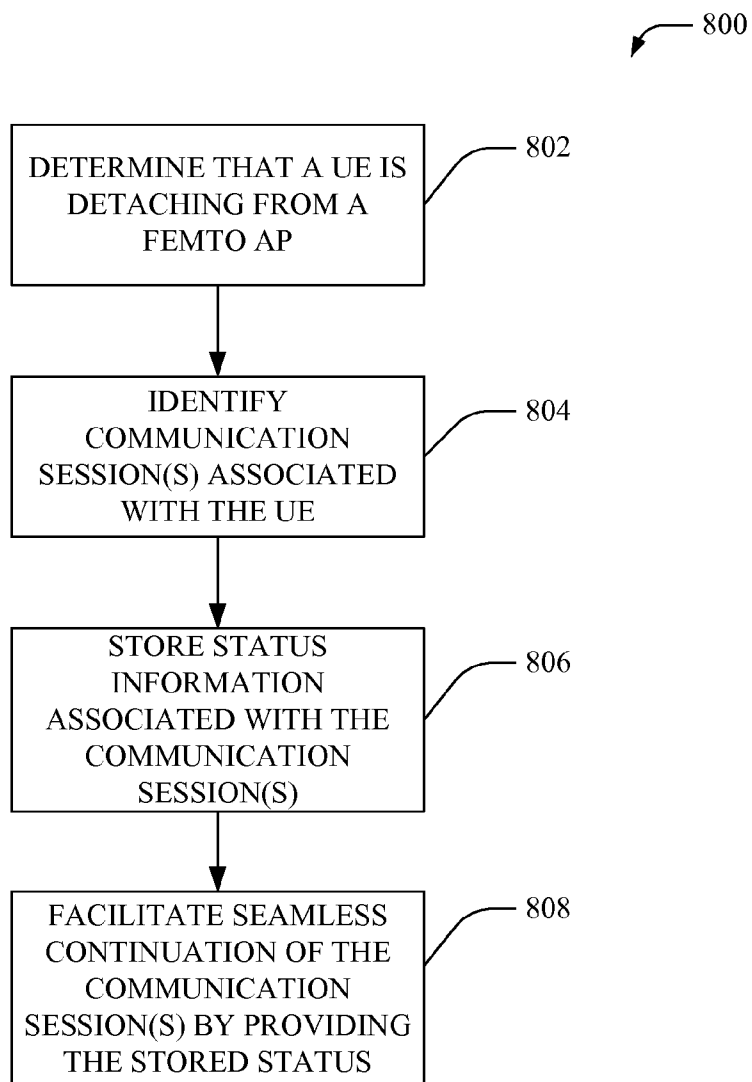 800
DETERMINE THAT A UE IS
DETACHING FROM A
FEMTO AP
802
IDENTIFY
COMMUNICATION
SESSION(S) ASSOCIATED
WITH THE UE
804
STORE STATUS
INFORMATION
ASSOCIATED WITH THE
COMMUNICATION
SESSION(S)
806
FACILITATE SEAMLESS
CONTINUATION OF THE
COMMUNICATION
SESSION(S) BY PROVIDING
THE STORED STATUS
808